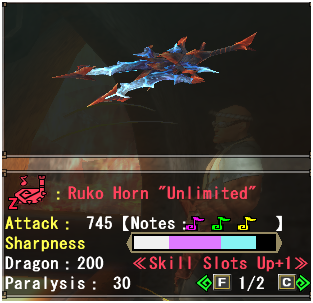 Z : Ruko Horn "Unlimited"
Attack : 745【Notes: 】
Sharpness
Dragon:200 ≪Skill Slots Up+1≫
Paralysis: 30 F 1/2 C